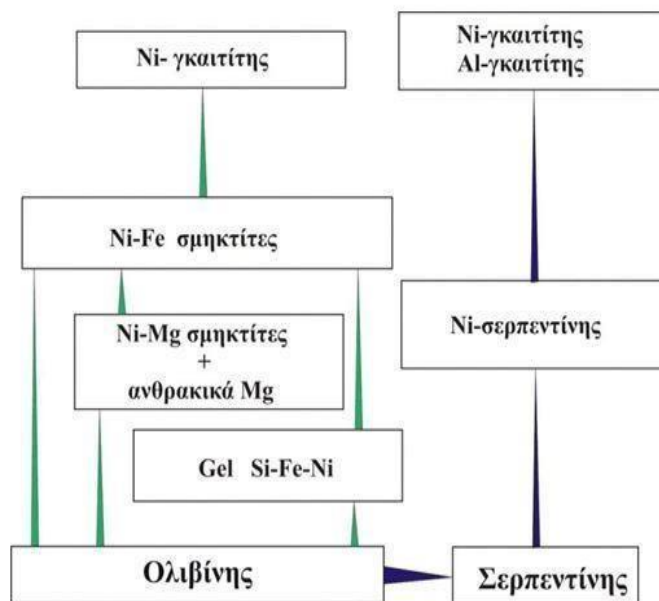 Ni- γκαιτίτης
Ni-γκαιτίτης
Al-γκαιτίτης
Ni-Fe σμηκτίτες
Ni-σερπεντίνης
Ni-Mg σμηκτίτες
+
ανθρακικά Mg
Gel Si-Fe-Ni
Ολιβίνης
Σερπεντίνης